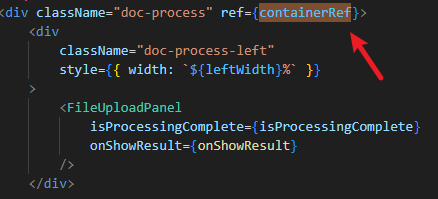 <div className="doc-process" ref={containerRef}>
<div
className="doc-process-left"
style={{ width: `${leftWidth}%` }}
>
<FileUploadPanel
isProcessingComplete={isProcessingComplete}
onShowResult={onShowResult}
/>
</div>